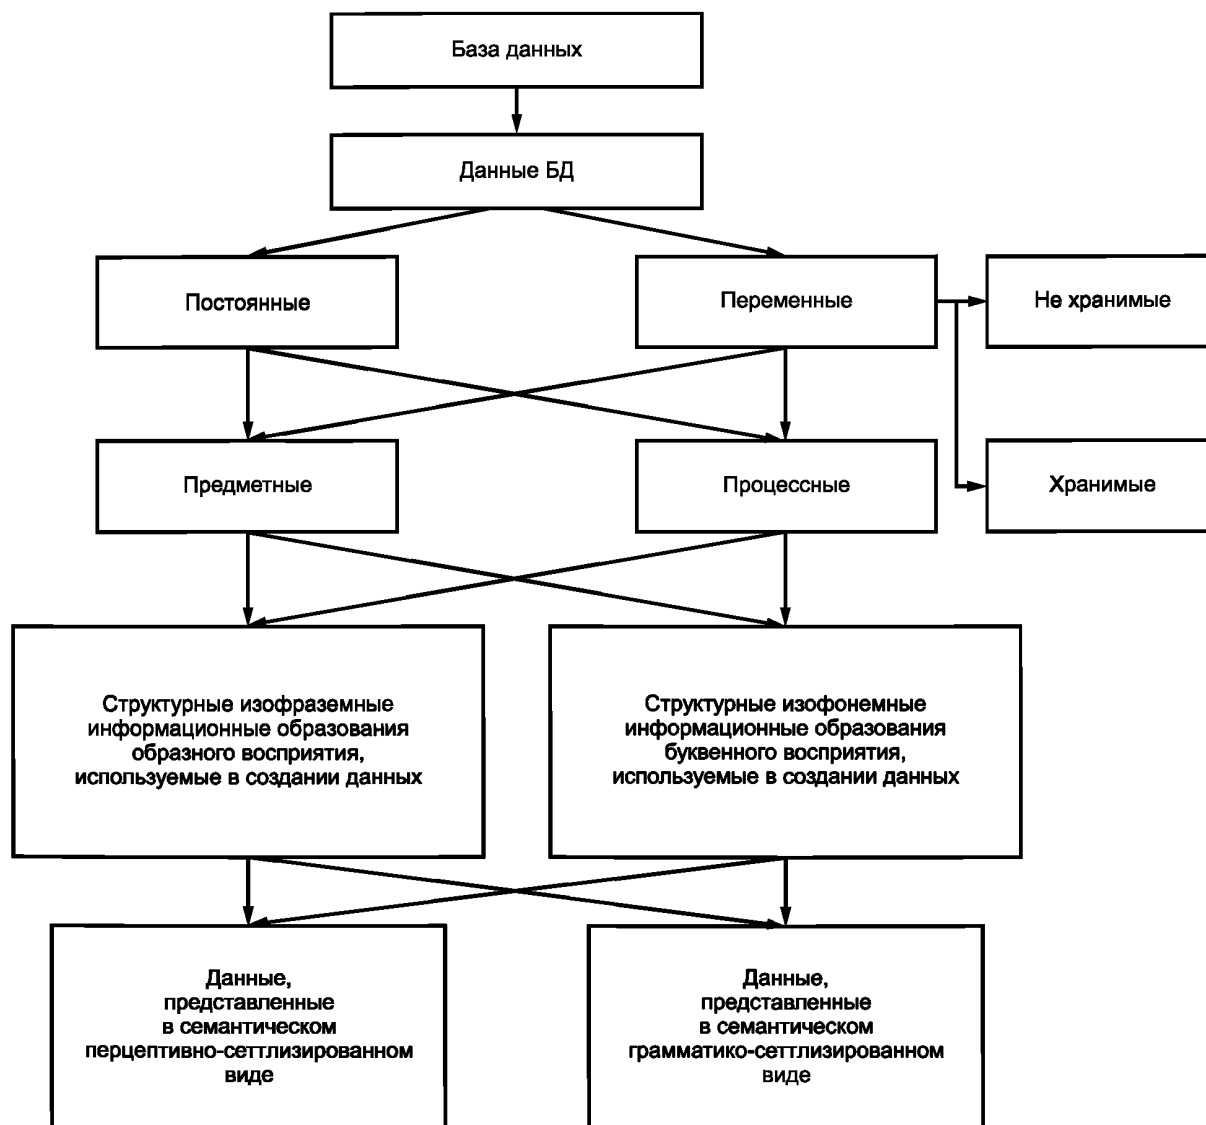 База данных
Данные БД
Постоянные
Переменные
Не хранимые
Предметные
Процессные
Хранимые
Структурные изофраземные
информационные образования
образного восприятия,
используемые в создании данных
Структурные изофонемные
информационные образования
буквенного восприятия,
используемые в создании данных
Данные,
представленные
в семантическом
перцептивно-сеттлизированном
виде
Данные,
представленные
в семантическом
грамматико-сеттлизированном
виде